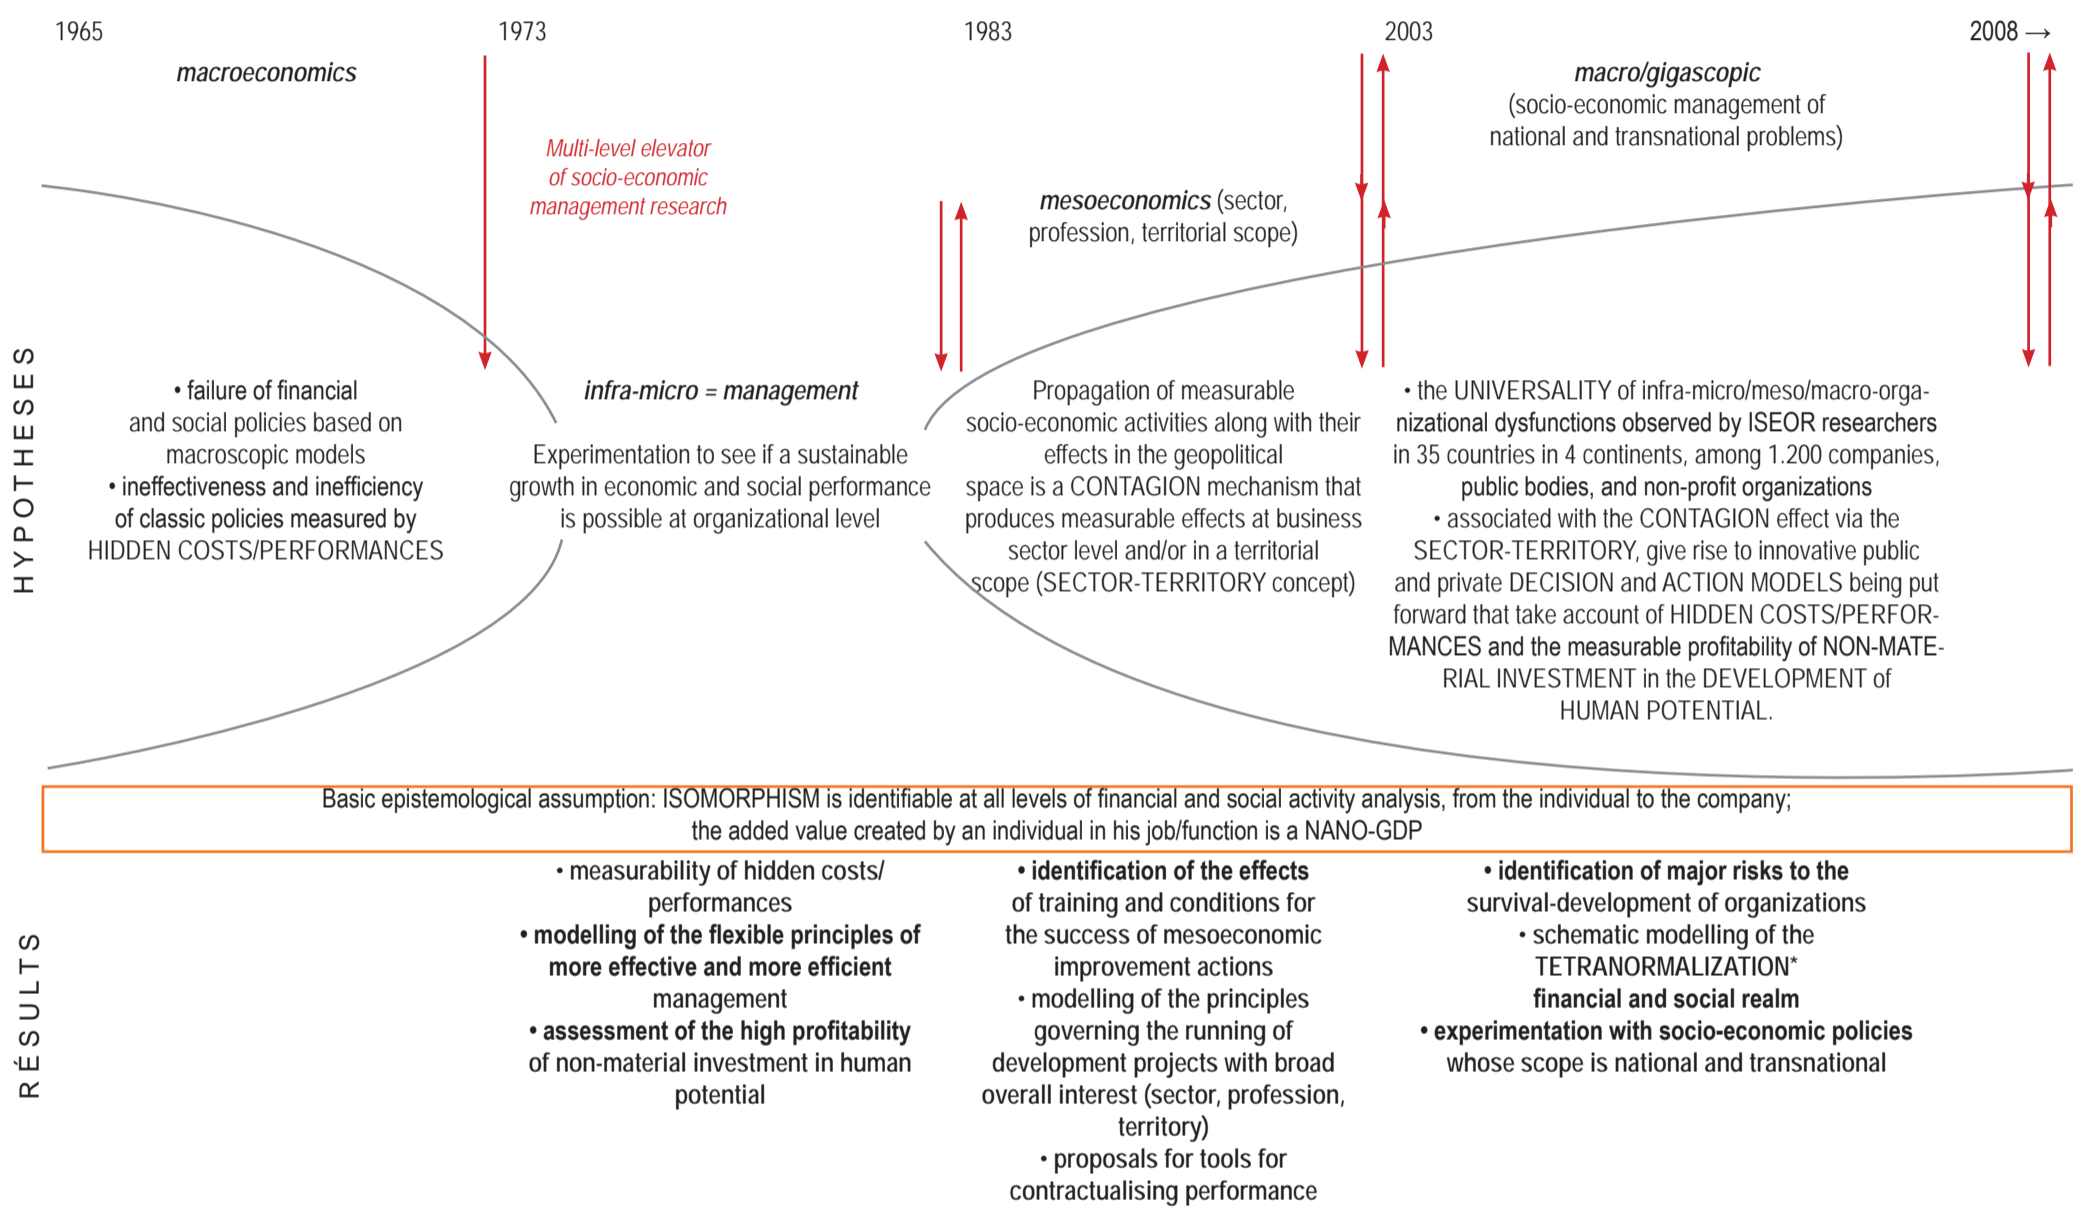 1965
1973
1983
2003
2008 →
macroeconomics
Multi-level elevator
of socio-economic
management research
mesoeconomics (sector,
profession, territorial scope)
macro/gigascopic
(socio-economic management of
national and transnational problems)
HYPOTHESES
• failure of financial
and social policies based on
macroscopic models
• ineffectiveness and inefficiency
of classic policies measured by
HIDDEN COSTS/PERFORMANCES
infra-micro = management
Experimentation to see if a sustainable
growth in economic and social performance
is possible at organizational level
Propagation of measurable
socio-economic activities along with their
effects in the geopolitical
space is a CONTAGION mechanism that
produces measurable effects at business
sector level and/or in a territorial
scope (SECTOR-TERRITORY concept)
• the UNIVERSALITY of infra-micro/meso/macro-orga-
nizational dysfunctions observed by ISEOR researchers
in 35 countries in 4 continents, among 1.200 companies,
public bodies, and non-profit organizations
• associated with the CONTAGION effect via the
SECTOR-TERRITORY, give rise to innovative public
and private DECISION and ACTION MODELS being put
forward that take account of HIDDEN COSTS/PERFOR-
MANCES and the measurable profitability of NON-MATE-
RIAL INVESTMENT in the DEVELOPMENT of
HUMAN POTENTIAL.
Basic epistemological assumption: ISOMORPHISM is identifiable at all levels of financial and social activity analysis, from the individual to the company;
the added value created by an individual in his job/function is a NANO-GDP
RÉSULTS
• measurability of hidden costs/
performances
• modelling of the flexible principles of
more effective and more efficient
management
• assessment of the high profitability
of non-material investment in human
potential
• identification of the effects
of training and conditions for
the success of mesoeconomic
improvement actions
• modelling of the principles
governing the running of
development projects with broad
overall interest (sector, profession,
territory)
• proposals for tools for
contractualising performance
• identification of major risks to the
survival-development of organizations
• schematic modelling of the
TETRANORMALIZATION*
financial and social realm
• experimentation with socio-economic policies
whose scope is national and transnational